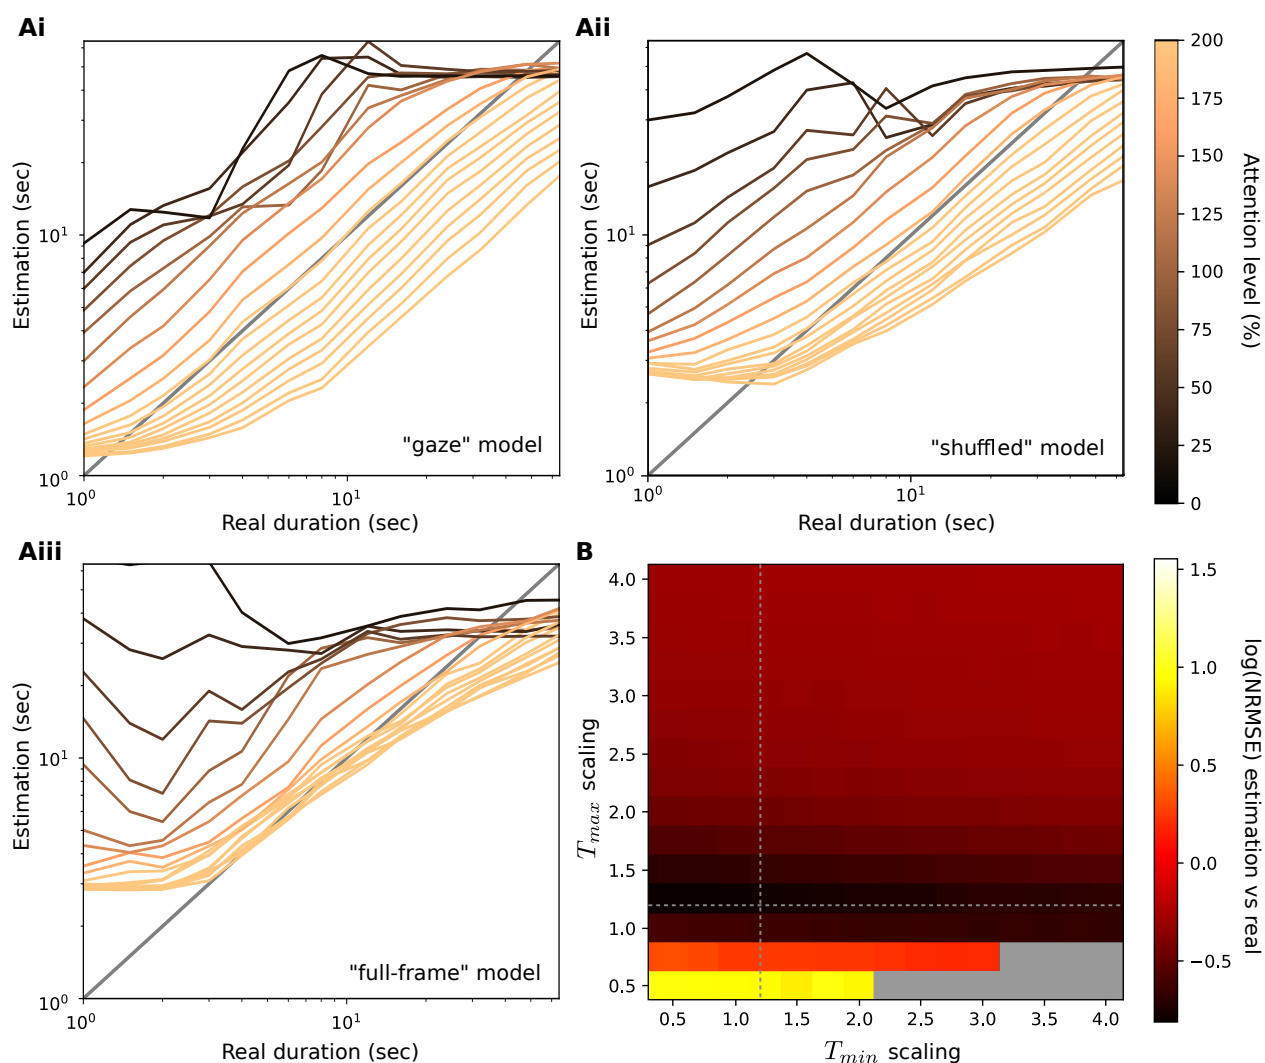 Ai
Estimation (sec)
10¹
10⁰
"gaze" model
10⁰
10¹
Real duration (sec)
Aii
Estimation (sec)
10¹
10⁰
"shuffled" model
10⁰
10¹
Real duration (sec)
200
175
150
125
100
75
50
25
0
Attention level (%)
Aiii
Estimation (sec)
10¹
10⁰
"full-frame" model
10⁰
10¹
Real duration (sec)
B
T_max scaling
4.0
3.5
3.0
2.5
2.0
1.5
1.0
0.5
0.5
1.0
1.5
2.0
2.5
3.0
3.5
4.0
T_min scaling
1.5
1.0
0.5
0.0
−0.5
log(NRMSE) estimation vs real